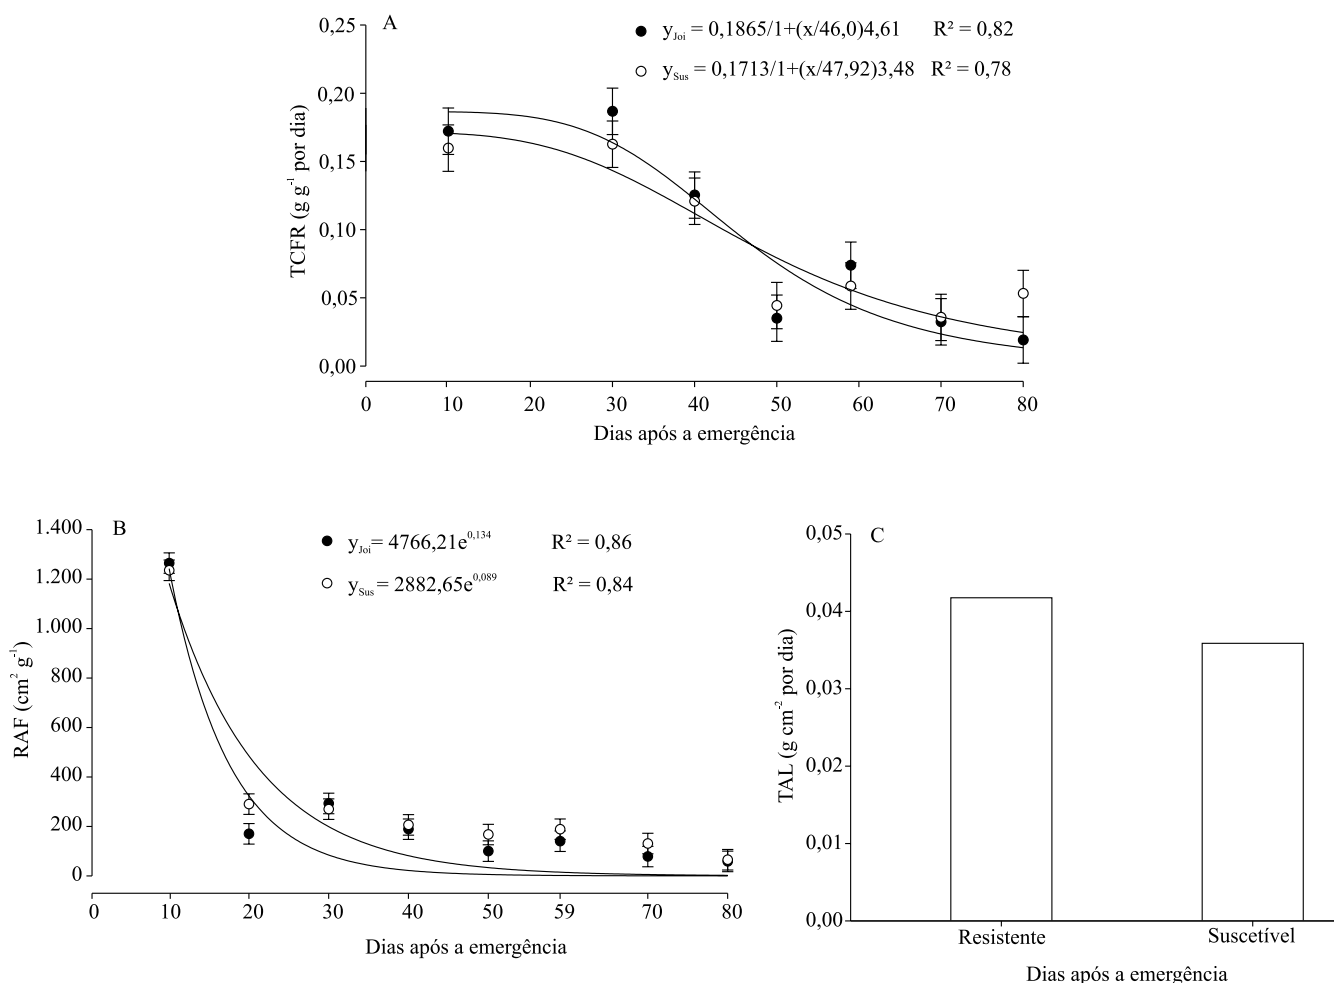 A
y Joi = 0,1865/1+(x/46,0)4,61 R² = 0,82
y Sus = 0,1713/1+(x/47,92)3,48 R² = 0,78
TCFR (g g⁻¹ por dia)
0,25
0,20
0,15
0,10
0,05
0,00
0 10 20 30 40 50 60 70 80
Dias após a emergência
B
y Joi = 4766,21e^0,134 R² = 0,86
y Sus = 2882,65e^0,089 R² = 0,84
RAF (cm² g⁻¹)
1.400
1.200
1.000
800
600
400
200
0
0 10 20 30 40 50 59 70 80
Dias após a emergência
C
TAL (g cm⁻² por dia)
0,05
0,04
0,03
0,02
0,01
0,00
Resistente Suscetível
Dias após a emergência